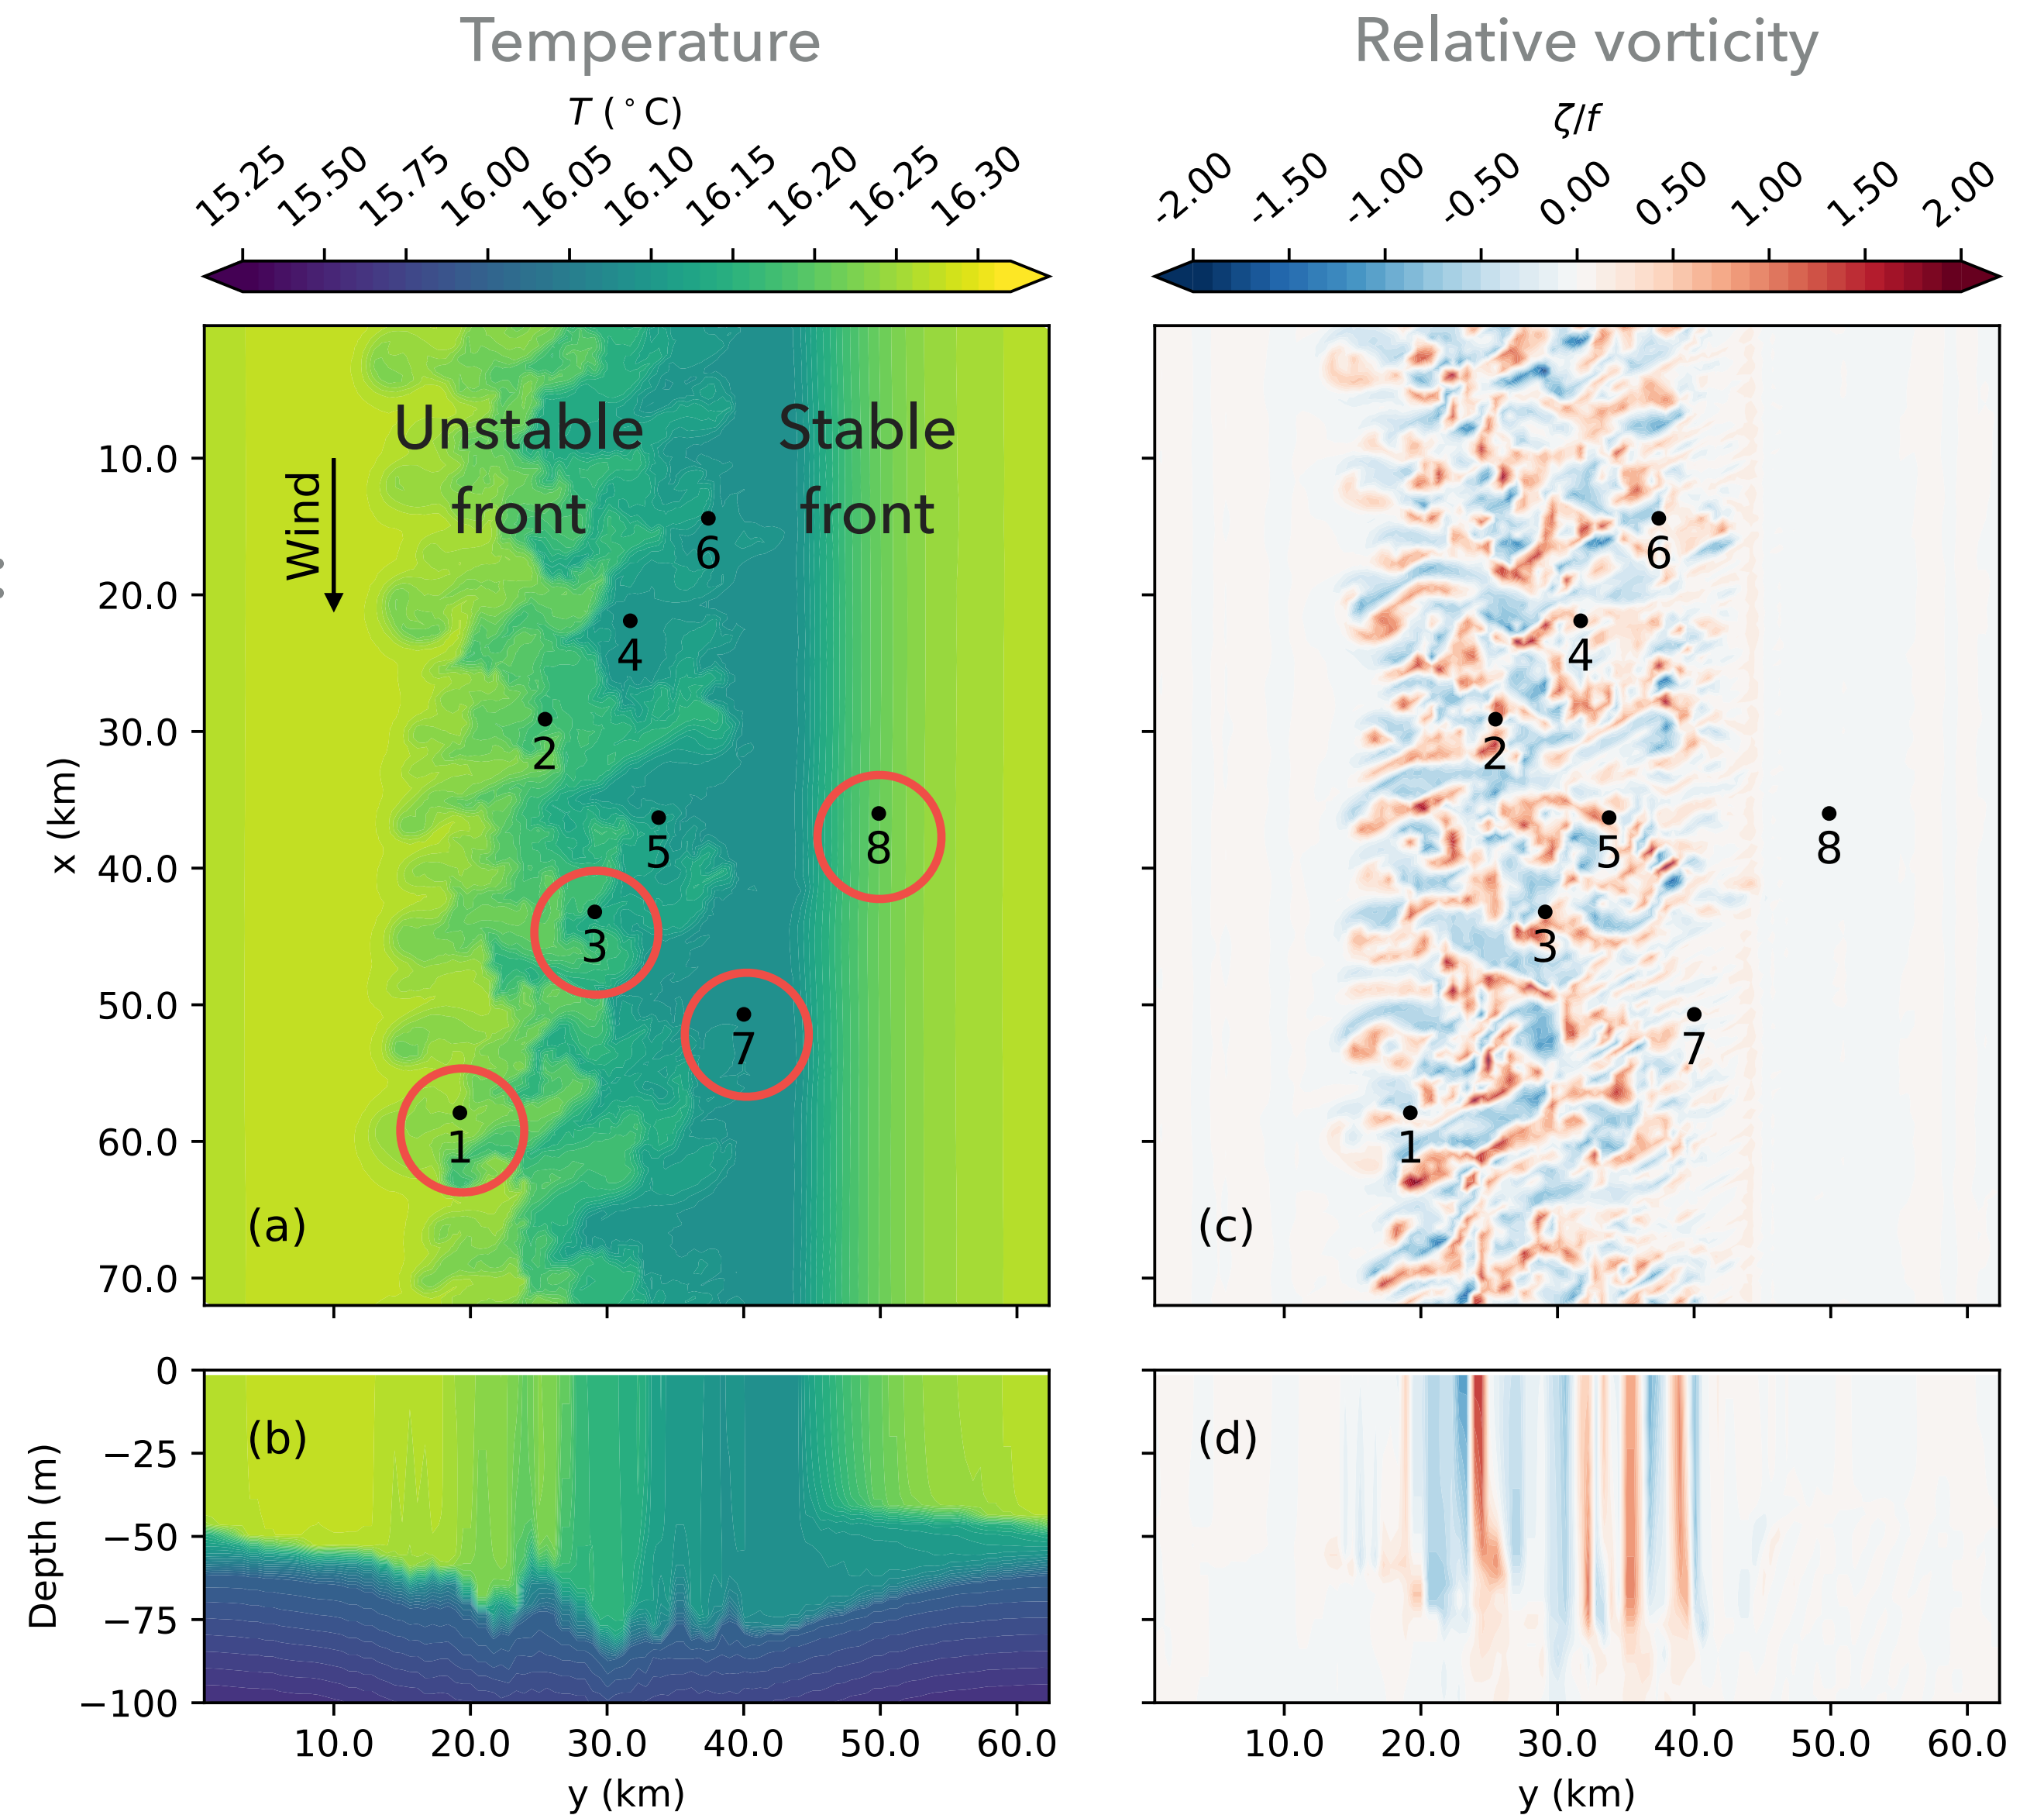 Temperature
Relative vorticity
T (°C)
ζ/f
15.25 15.50 15.75 16.00 16.05 16.10 16.15 16.20 16.25 16.30
-2.00 -1.50 -1.00 -0.50 0.00 0.50 1.00 1.50 2.00
Unstable
front
Stable
front
Wind
x (km)
10.0
20.0
30.0
40.0
50.0
60.0
70.0
6
4
2
5
8
3
7
1
(a)
6
4
2
5
8
3
7
1
(c)
Depth (m)
0
−25
−50
−75
−100
(b)
(d)
10.0 20.0 30.0 40.0 50.0 60.0
y (km)
10.0 20.0 30.0 40.0 50.0 60.0
y (km)